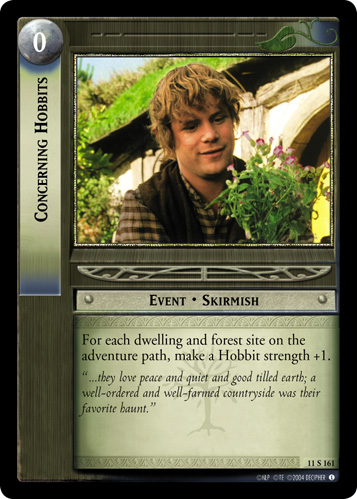 0
CONCERNING HOBBITS
EVENT • SKIRMISH
For each dwelling and forest site on the
adventure path, make a Hobbit strength +1.
“...they love peace and quiet and good tilled earth; a
well-ordered and well-farmed countryside was their
favorite haunt.”
11 S 161
©NLP ©TE ©2004 DECIPHER